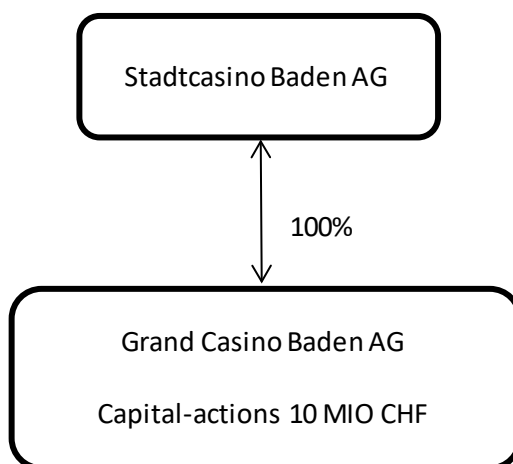 Stadtcasino Baden AG
100%
Grand Casino Baden AG
Capital-actions 10 MIO CHF